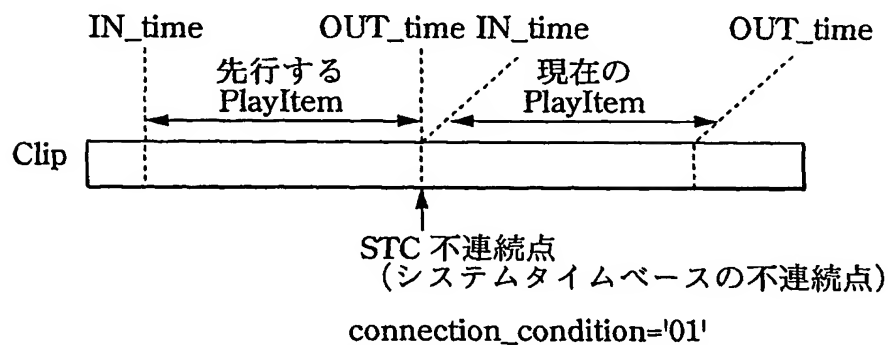 IN_time OUT_time IN_time OUT_time
先行する
PlayItem
現在の
PlayItem
Clip
STC 不連続点
(システムタイムベースの不連続点)
connection_condition='01'